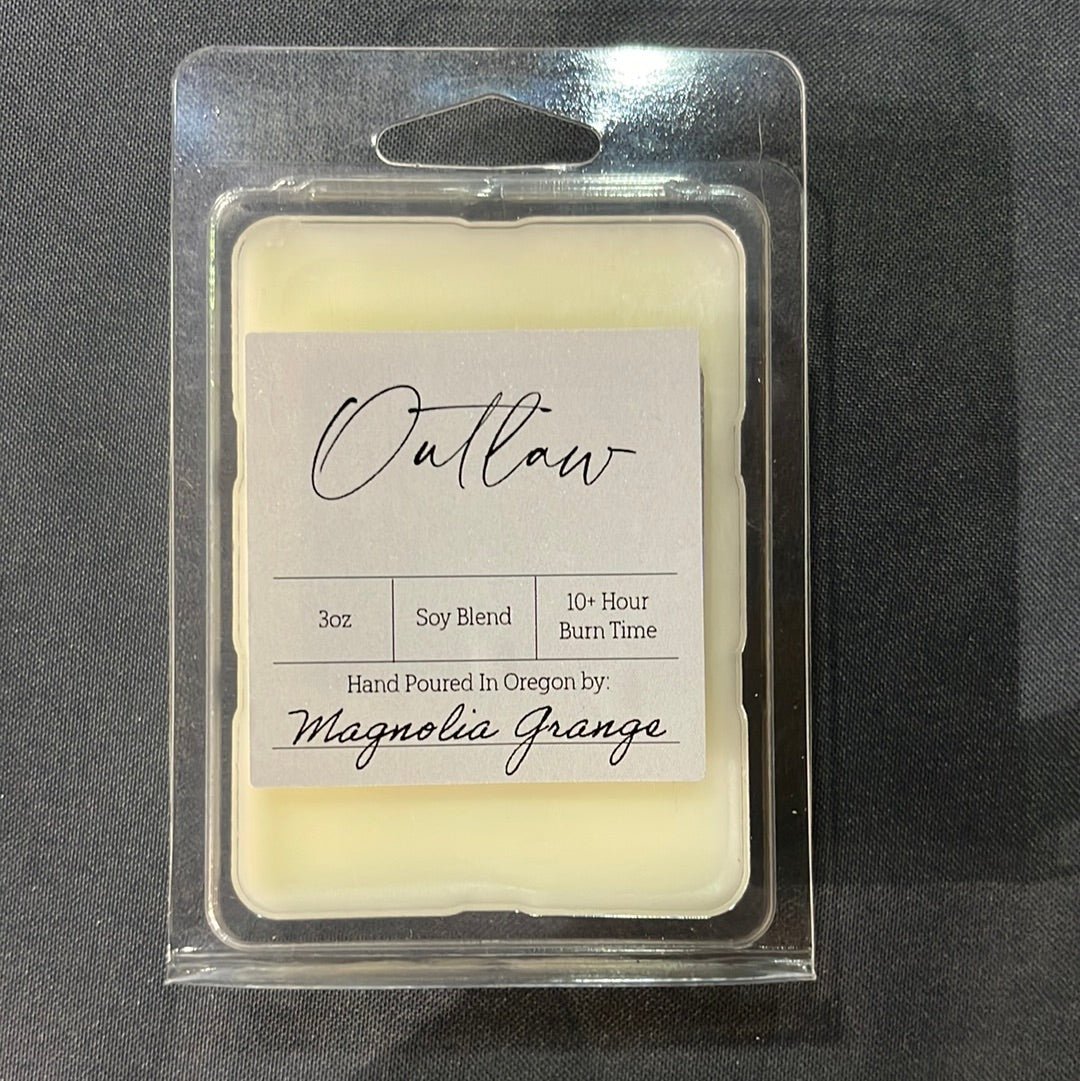 Outlaw
3oz
Soy Blend
10+ Hour
Burn Time
Hand Poured In Oregon by:
Magnolia Grange